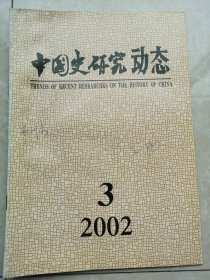 中国史研究动态
TRENDS OF RECENT RESEARCHES ON THE HISTORY OF CHINA
3
2002